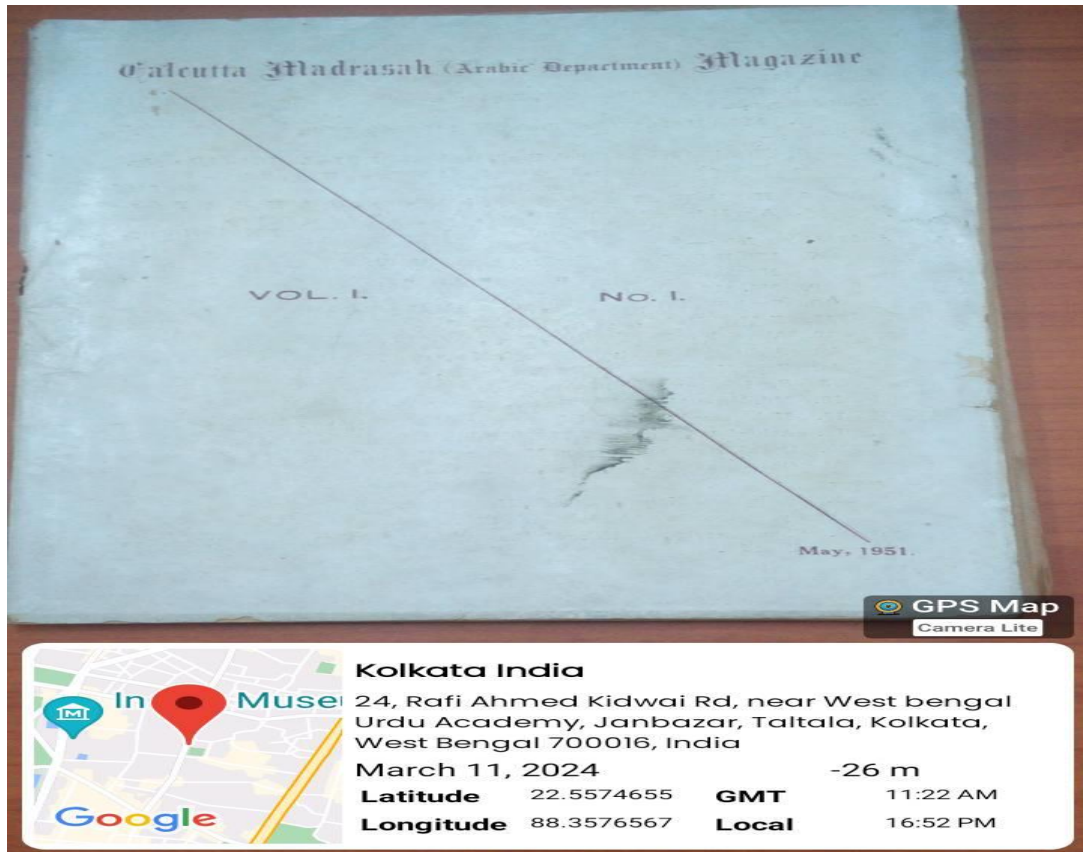 Calcutta Madrasah (Arabic Department) Magazine
VOL. I. No. I.
May, 1951.
GPS Map
Camera Lite
In Museu
Google
Kolkata India
24, Rafi Ahmed Kidwai Rd, near West bengal
Urdu Academy, Janbazar, Taltala, Kolkata,
West Bengal 700016, India
March 11, 2024 -26 m
Latitude 22.5574655 GMT 11:22 AM
Longitude 88.3576567 Local 16:52 PM